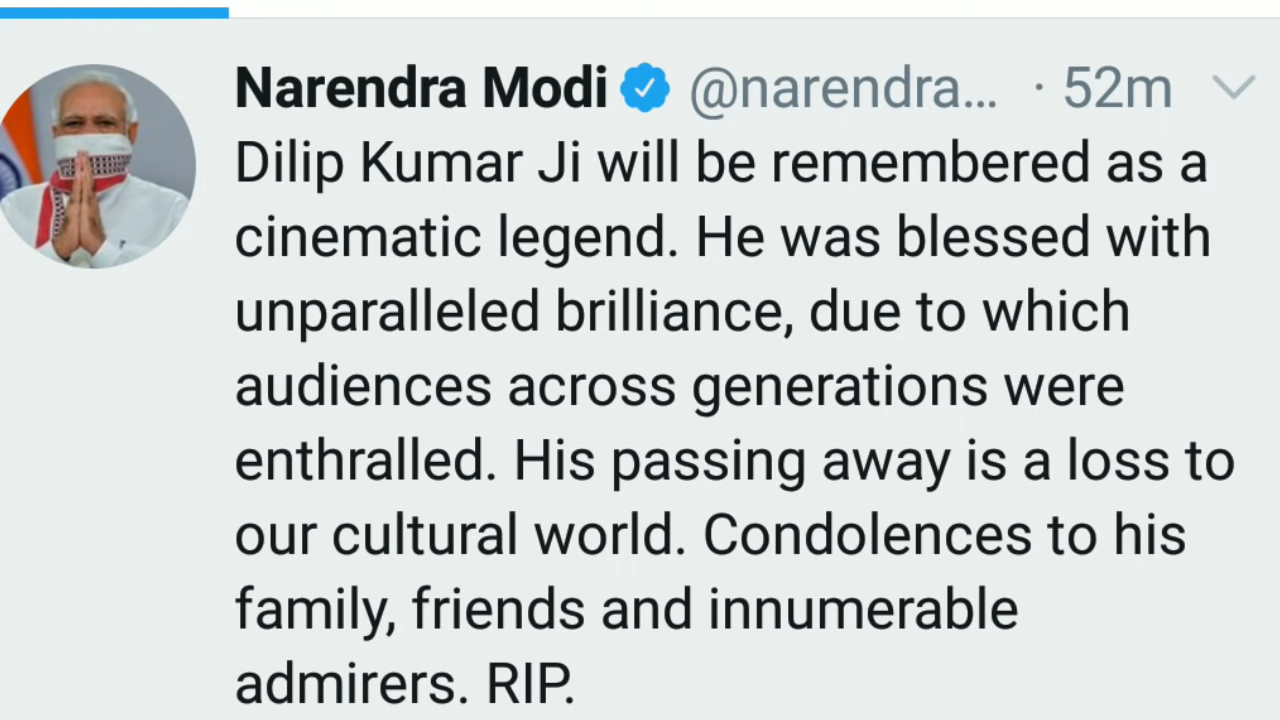 Narendra Modi @narendra... · 52m
Dilip Kumar Ji will be remembered as a
cinematic legend. He was blessed with
unparalleled brilliance, due to which
audiences across generations were
enthralled. His passing away is a loss to
our cultural world. Condolences to his
family, friends and innumerable
admirers. RIP.